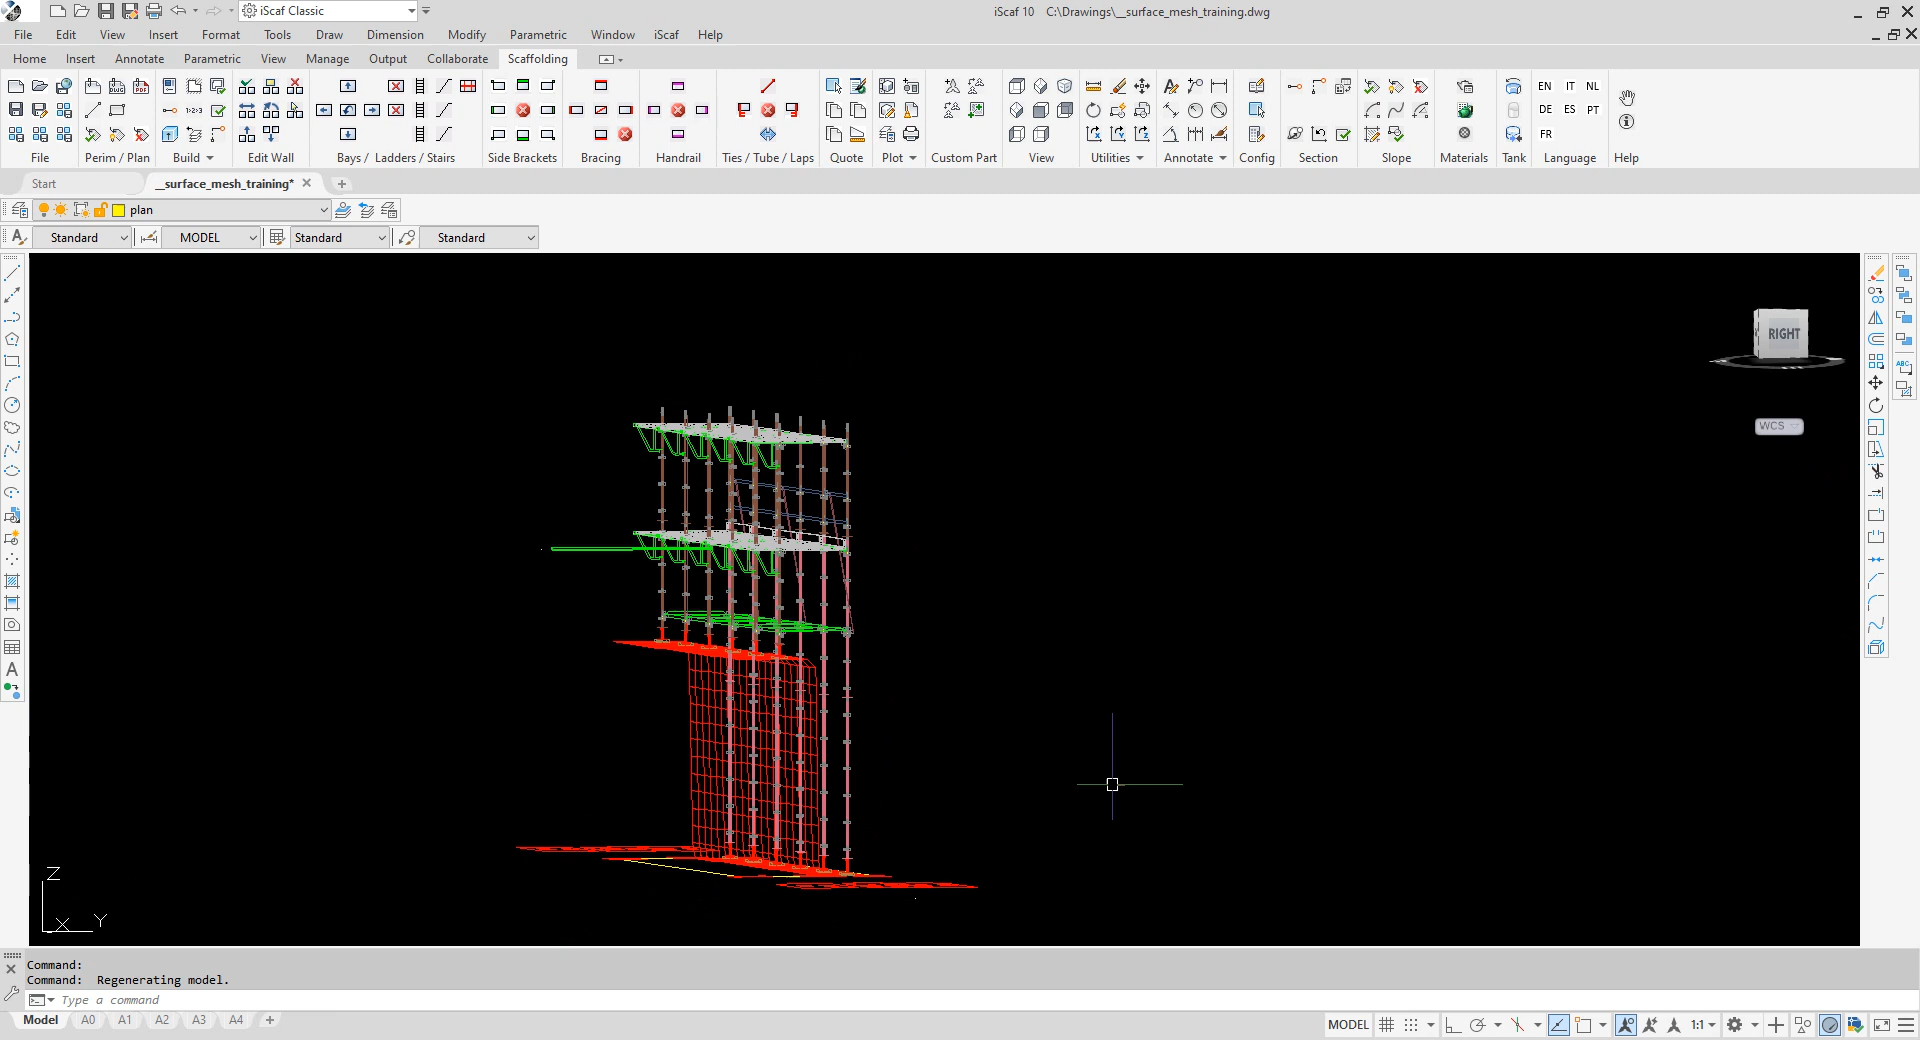 iScaf Classic
iScaf 10 C:\Drawings\__surface_mesh_training.dwg
File Edit View Insert Format Tools Draw Dimension Modify Parametric Window iScaf Help
Home Insert Annotate Parametric View Manage Output Collaborate Scaffolding
EN IT NL
DE ES PT
FR
File Perim / Plan Build Edit Wall Bays / Ladders / Stairs Side Brackets Bracing Handrail Ties / Tube / Laps Quote Plot Custom Part View Utilities Annotate Config Section Slope Materials Tank Language Help
Start __surface_mesh_training*
plan
Standard MODEL Standard Standard
RIGHT
WCS
Z
X Y
Command:
Command: Regenerating model.
Type a command
Model A0 A1 A2 A3 A4
MODEL 1:1